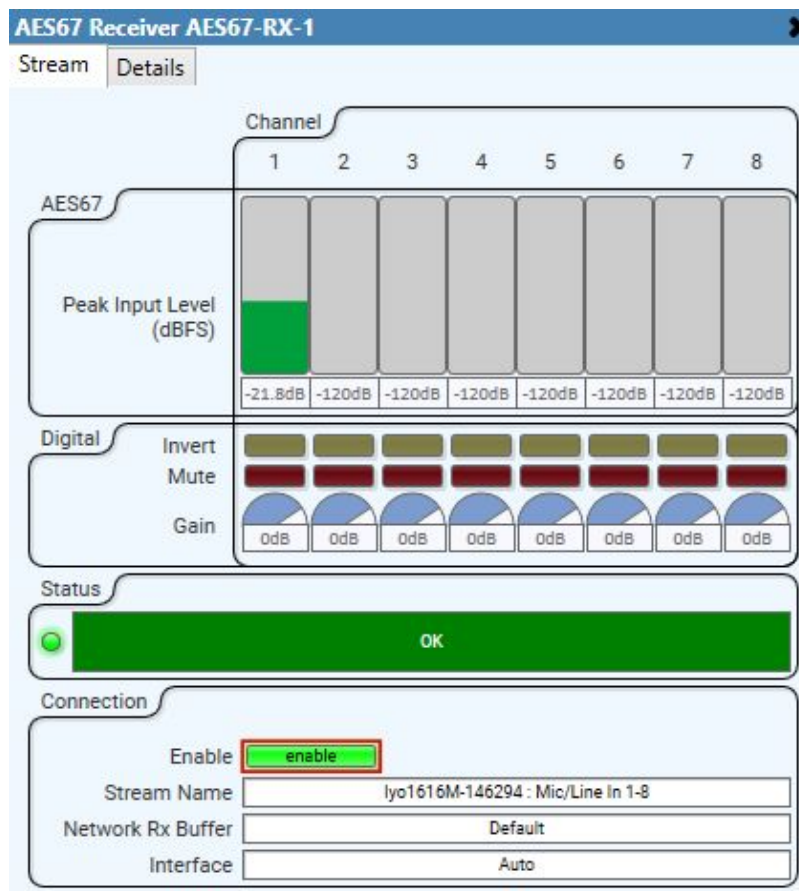 AES67 Receiver AES67-RX-1
Stream Details
Channel
1 2 3 4 5 6 7 8
AES67
Peak Input Level
(dBFS)
-21.8dB -120dB -120dB -120dB -120dB -120dB -120dB -120dB
Digital
Invert
Mute
Gain
0dB 0dB 0dB 0dB 0dB 0dB 0dB 0dB
Status
OK
Connection
Enable enable
Stream Name lyo1616M-146294 : Mic/Line In 1-8
Network Rx Buffer Default
Interface Auto